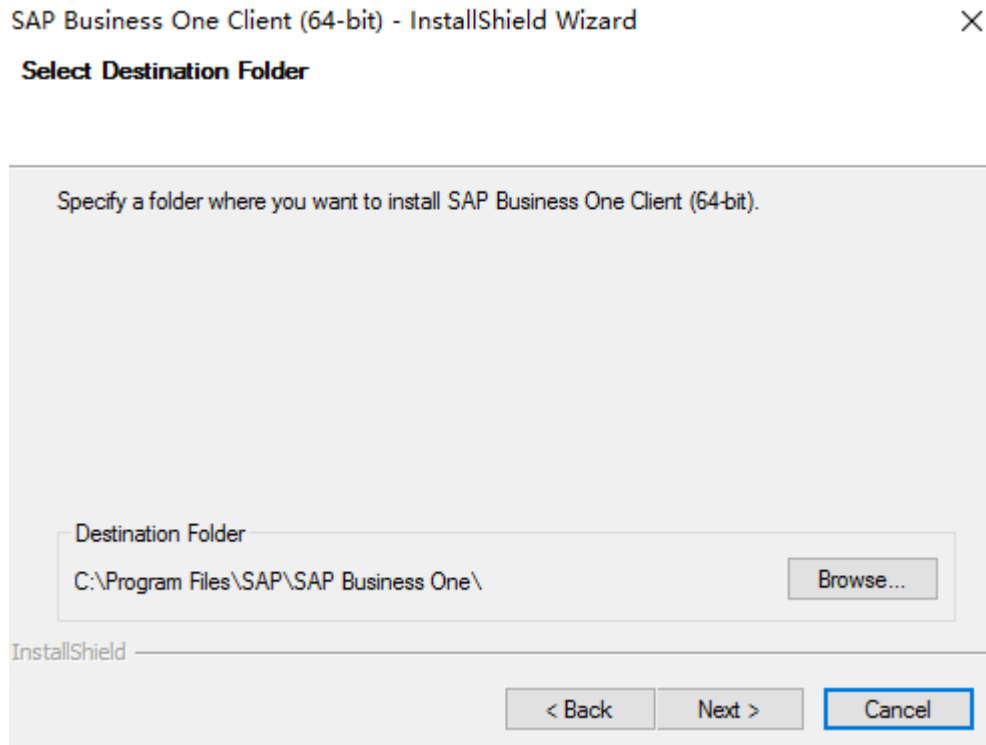 SAP Business One Client (64-bit) - InstallShield Wizard
Select Destination Folder
Specify a folder where you want to install SAP Business One Client (64-bit).
Destination Folder
C:\Program Files\SAP\SAP Business One\
Browse...
InstallShield
< Back Next > Cancel